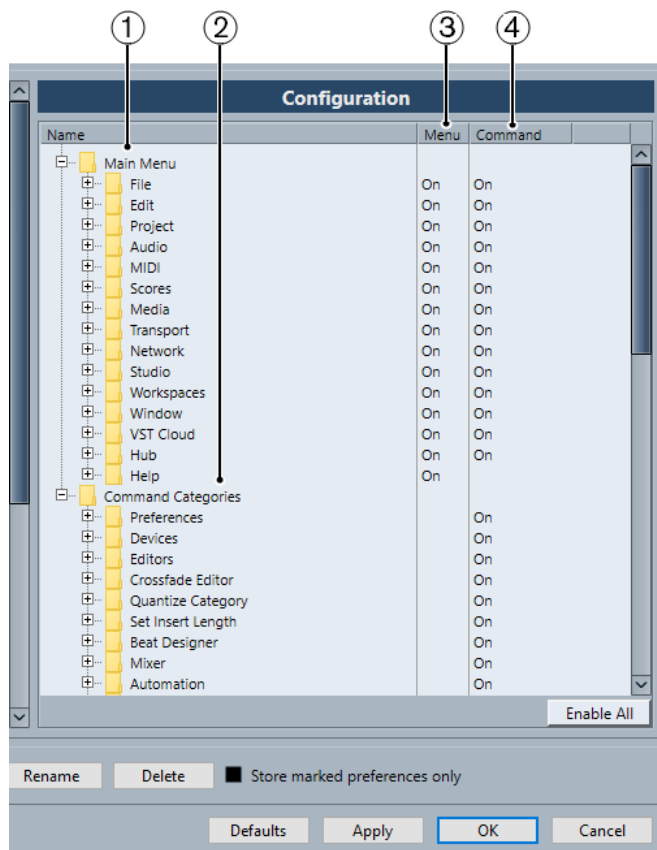 1 2 3 4
Configuration
Name Menu Command
Main Menu
File On On
Edit On On
Project On On
Audio On On
MIDI On On
Scores On On
Media On On
Transport On On
Network On On
Studio On On
Workspaces On On
Window On On
VST Cloud On On
Hub On On
Help On
Command Categories
Preferences On
Devices On
Editors On
Crossfade Editor On
Quantize Category On
Set Insert Length On
Beat Designer On
Mixer On
Automation On
Enable All
Rename Delete Store marked preferences only
Defaults Apply OK Cancel